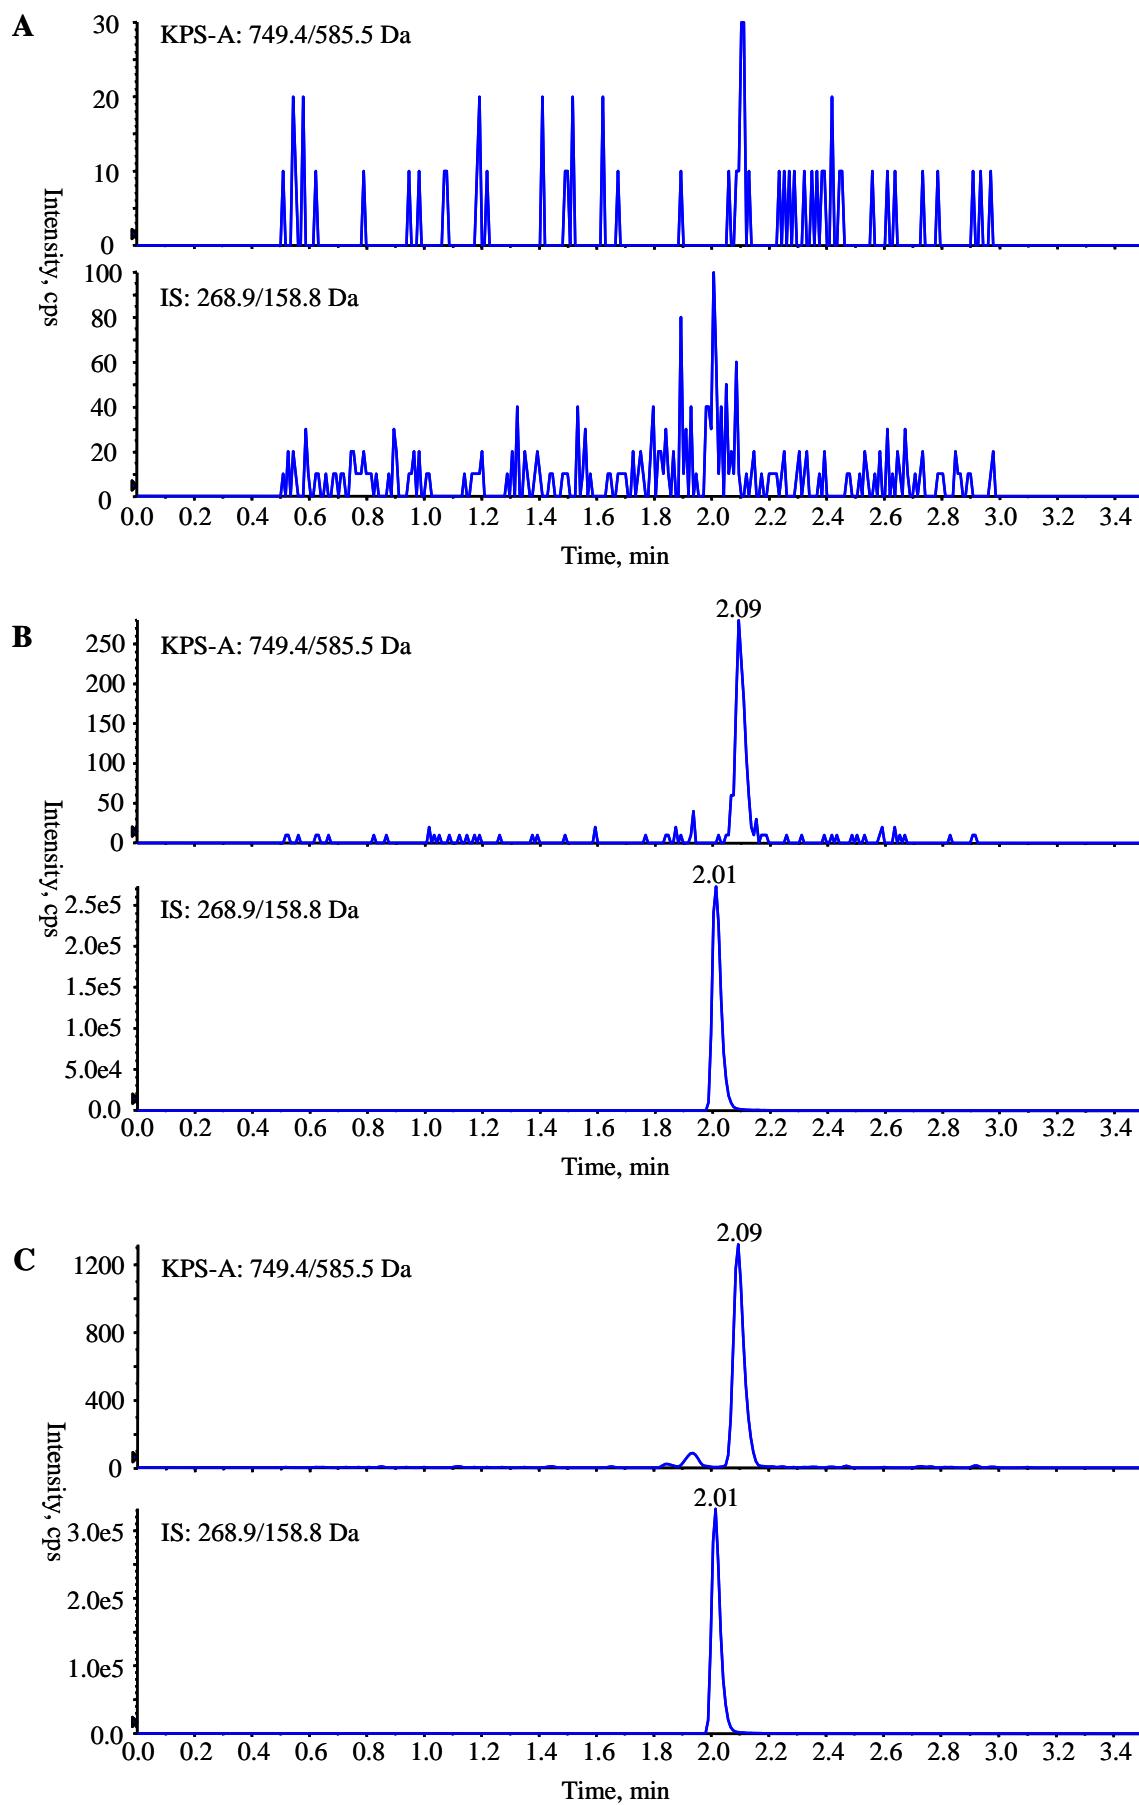 A
KPS-A: 749.4/585.5 Da
30
20
10
0
Intensity, cps
IS: 268.9/158.8 Da
100
80
60
40
20
0
0.0 0.2 0.4 0.6 0.8 1.0 1.2 1.4 1.6 1.8 2.0 2.2 2.4 2.6 2.8 3.0 3.2 3.4
Time, min
B
2.09
KPS-A: 749.4/585.5 Da
250
200
150
100
50
0
Intensity, cps
2.01
IS: 268.9/158.8 Da
2.5e5
2.0e5
1.5e5
1.0e5
5.0e4
0.0
0.0 0.2 0.4 0.6 0.8 1.0 1.2 1.4 1.6 1.8 2.0 2.2 2.4 2.6 2.8 3.0 3.2 3.4
Time, min
C
2.09
KPS-A: 749.4/585.5 Da
1200
800
400
0
Intensity, cps
2.01
IS: 268.9/158.8 Da
3.0e5
2.0e5
1.0e5
0.0
0.0 0.2 0.4 0.6 0.8 1.0 1.2 1.4 1.6 1.8 2.0 2.2 2.4 2.6 2.8 3.0 3.2 3.4
Time, min